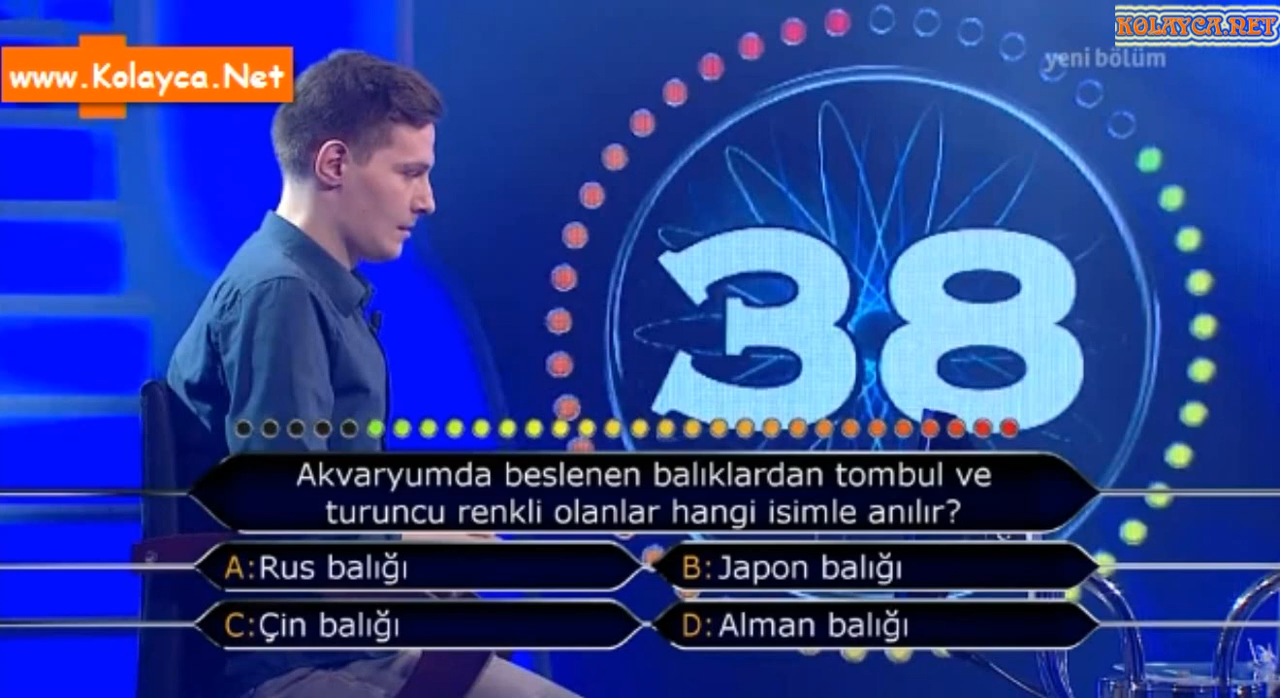 KOLAYCA.NET
www.Kolayca.Net
yeni bölüm
38
Akvaryumda beslenen balıklardan tombul ve
turuncu renkli olanlar hangi isimle anılır?
A: Rus balığı
B: Japon balığı
C: Çin balığı
D: Alman balığı